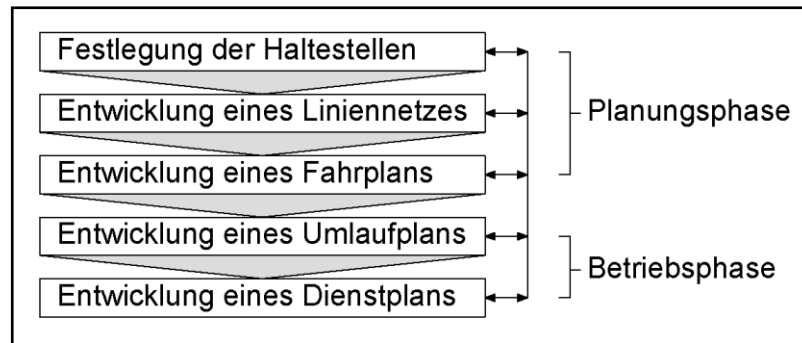 Festlegung der Haltestellen
Entwicklung eines Liniennetzes
Entwicklung eines Fahrplans
Entwicklung eines Umlaufplans
Entwicklung eines Dienstplans
Planungsphase
Betriebsphase